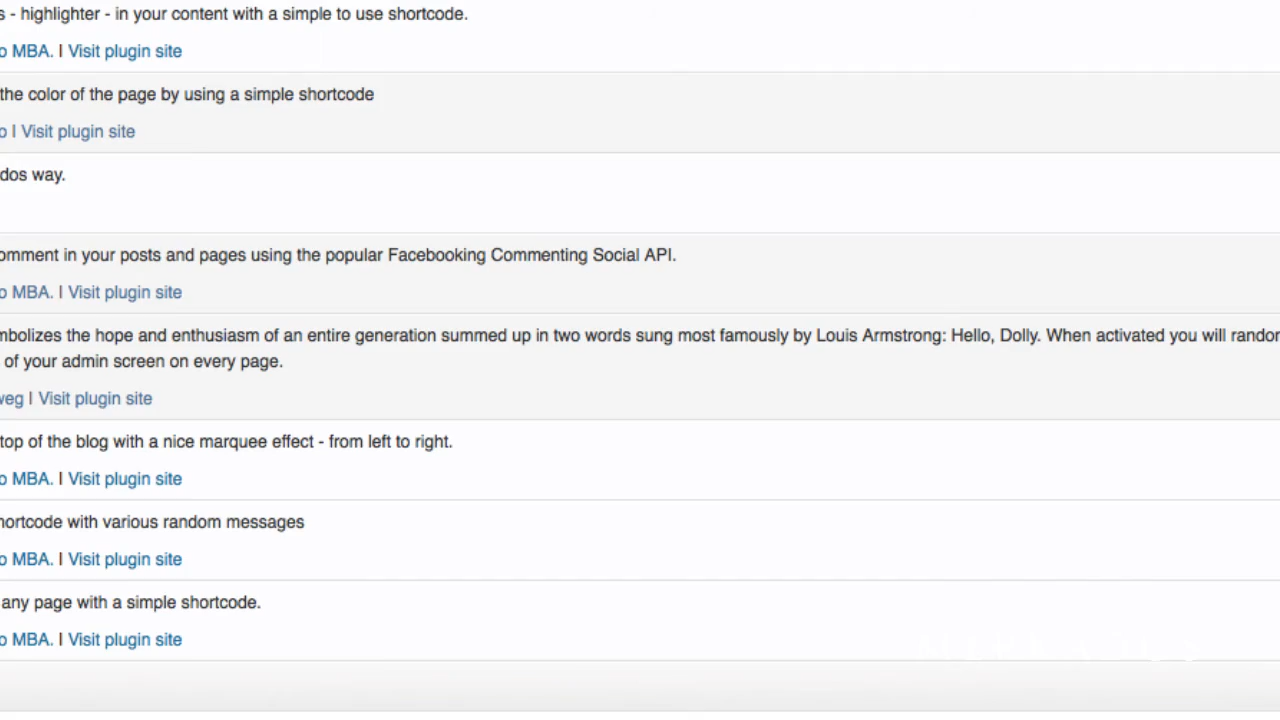 s - highlighter - in your content with a simple to use shortcode.
o MBA. | Visit plugin site
the color of the page by using a simple shortcode
o | Visit plugin site
dos way.
omment in your posts and pages using the popular Facebooking Commenting Social API.
o MBA. | Visit plugin site
mbolizes the hope and enthusiasm of an entire generation summed up in two words sung most famously by Louis Armstrong: Hello, Dolly. When activated you will randor
of your admin screen on every page.
weg | Visit plugin site
top of the blog with a nice marquee effect - from left to right.
o MBA. | Visit plugin site
hortcode with various random messages
o MBA. | Visit plugin site
any page with a simple shortcode.
o MBA. | Visit plugin site